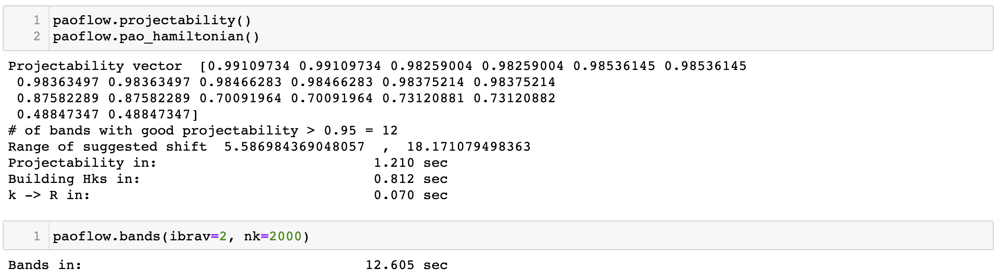 1 paoflow.projectability()
2 paoflow.pao_hamiltonian()
Projectability vector [0.99109734 0.99109734 0.98259004 0.98259004 0.98536145 0.98536145
0.98363497 0.98363497 0.98466283 0.98466283 0.98375214 0.98375214
0.87582289 0.87582289 0.70091964 0.70091964 0.73120881 0.73120882
0.48847347 0.48847347]
# of bands with good projectability > 0.95 = 12
Range of suggested shift 5.586984369048057 , 18.171079498363
Projectability in: 1.210 sec
Building Hks in: 0.812 sec
k -> R in: 0.070 sec
1 paoflow.bands(ibrav=2, nk=2000)
Bands in: 12.605 sec